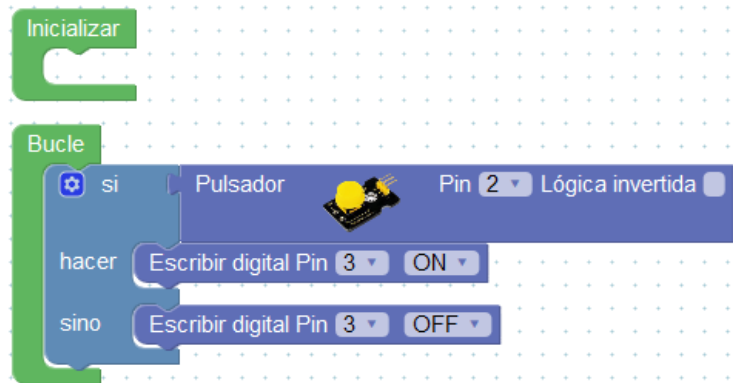 Inicializar
Bucle
si Pulsador Pin 2 Lógica invertida
hacer Escribir digital Pin 3 ON
sino Escribir digital Pin 3 OFF